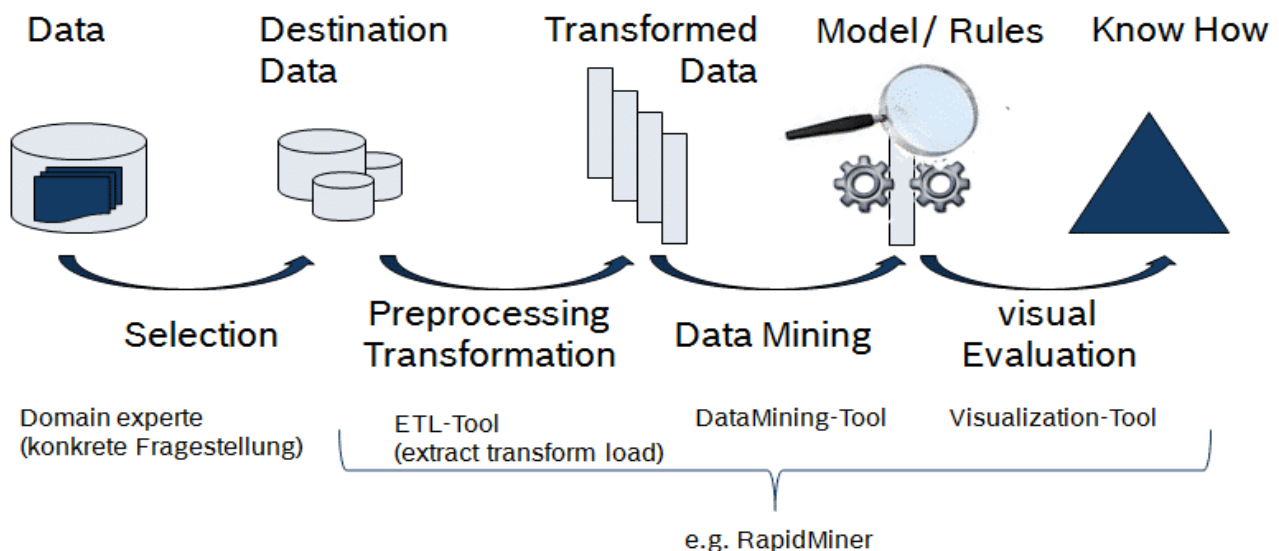 Data
Destination
Data
Transformed
Data
Model/ Rules
Know How
Selection
Preprocessing
Transformation
Data Mining
visual
Evaluation
Domain experte
(konkrete Fragestellung)
ETL-Tool
(extract transform load)
DataMining-Tool
Visualization-Tool
e.g. RapidMiner